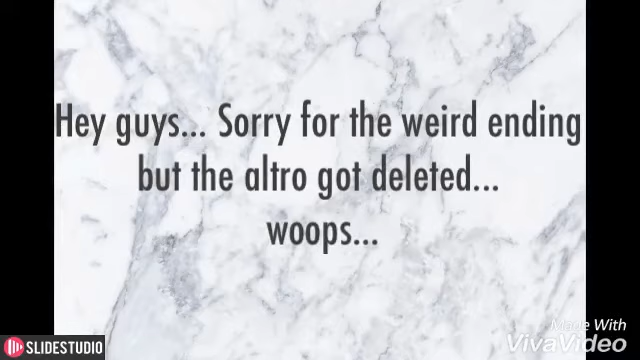 Hey guys... Sorry for the weird ending
but the altro got deleted...
woops...
Made With
VivaVideo
SLIDESTUDIO